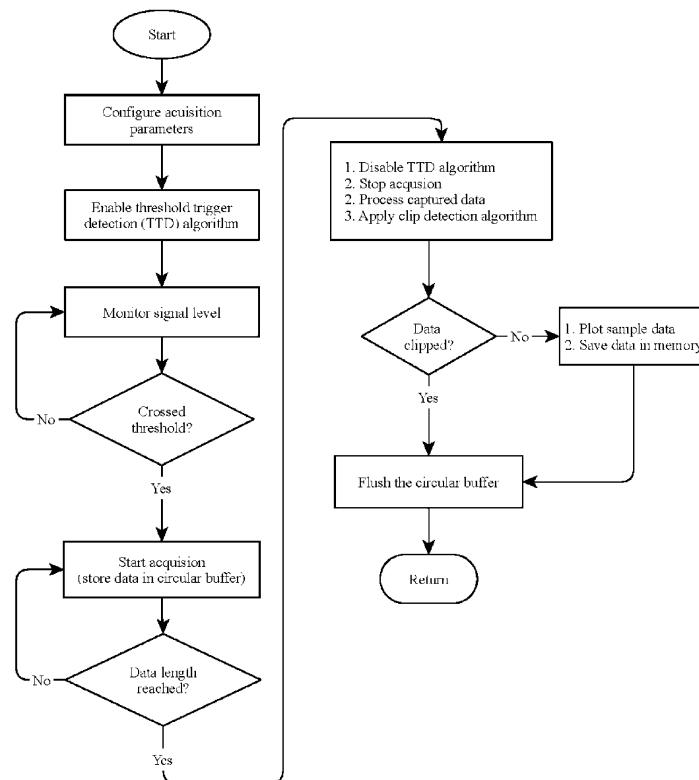 Start
Configure acuisition
parameters
Enable threshold trigger
detection (TTD) algorithm
Monitor signal level
No
Crossed
threshold?
Yes
Start acquision
(store data in circular buffer)
No
Data length
reached?
Yes
1. Disable TTD algorithm
2. Stop acqusion
2. Process captured data
3. Apply clip detection algorithm
Data
clipped?
No
1. Plot sample data
2. Save data in memory
Yes
Flush the circular buffer
Return